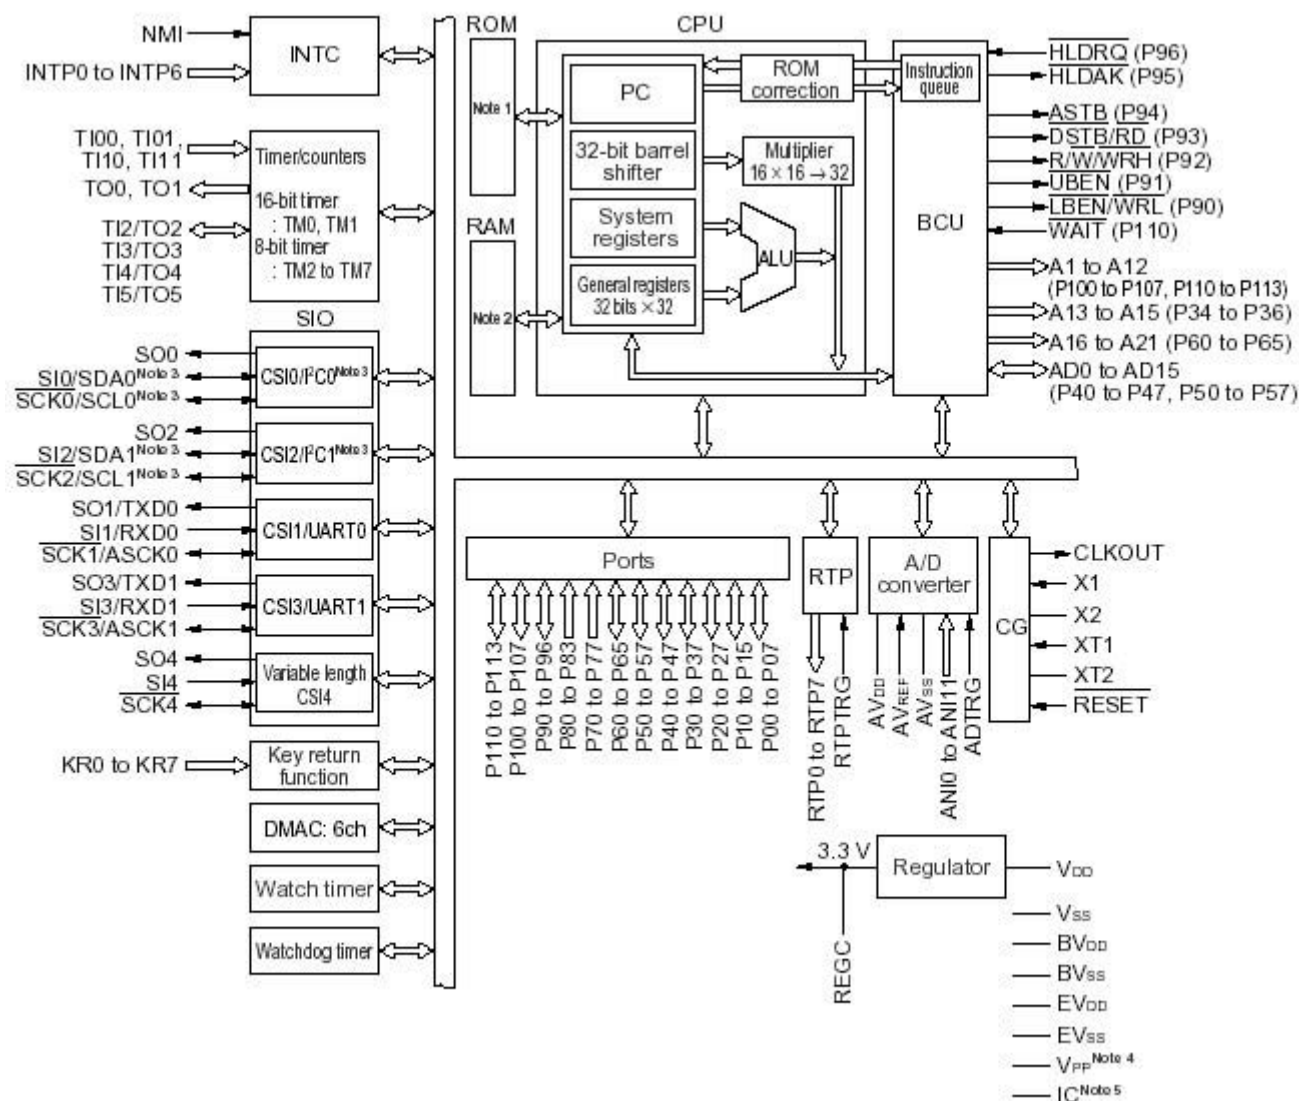 NMI
INTP0 to INTP6
INTC
TI00, TI01,
TI10, TI11
TO0, TO1
TI2/TO2
TI3/TO3
TI4/TO4
TI5/TO5
Timer/counters
16-bit timer
: TM0, TM1
8-bit timer
: TM2 to TM7
SIO
SO0
SI0/SDA0Note 3
SCK0/SCL0Note 3
CSI0/I²C0Note 3
SO2
SI2/SDA1Note 3
SCK2/SCL1Note 3
CSI2/I²C1Note 3
SO1/TXD0
SI1/RXD0
SCK1/ASCK0
CSI1/UART0
SO3/TXD1
SI3/RXD1
SCK3/ASCK1
CSI3/UART1
SO4
SI4
SCK4
Variable length
CSI4
KR0 to KR7
Key return
function
DMAC: 6ch
Watch timer
Watchdog timer
ROM
Note 1
RAM
Note 2
CPU
PC
32-bit barrel
shifter
System
registers
General registers
32 bits × 32
ROM
correction
Multiplier
16 × 16 → 32
ALU
Instruction
queue
BCU
HLDRQ (P96)
HLDAK (P95)
ASTB (P94)
DSTB/RD (P93)
R/W/WRH (P92)
UBEN (P91)
LBEN/WRL (P90)
WAIT (P110)
A1 to A12
(P100 to P107, P110 to P113)
A13 to A15 (P34 to P36)
A16 to A21 (P60 to P65)
AD0 to AD15
(P40 to P47, P50 to P57)
Ports
P110 to P113
P100 to P107
P90 to P96
P80 to P83
P70 to P77
P60 to P65
P50 to P57
P40 to P47
P30 to P37
P20 to P27
P10 to P15
P00 to P07
RTP
RTP0 to RTP7
RTPTRG
A/D
converter
AVDD
AVREF
AVSS
ANI0 to ANI11
ADTRG
CG
CLKOUT
X1
X2
XT1
XT2
RESET
3.3 V
Regulator
REGC
VDD
VSS
BVDD
BVSS
EVDD
EVSS
VPPNote 4
ICNote 5